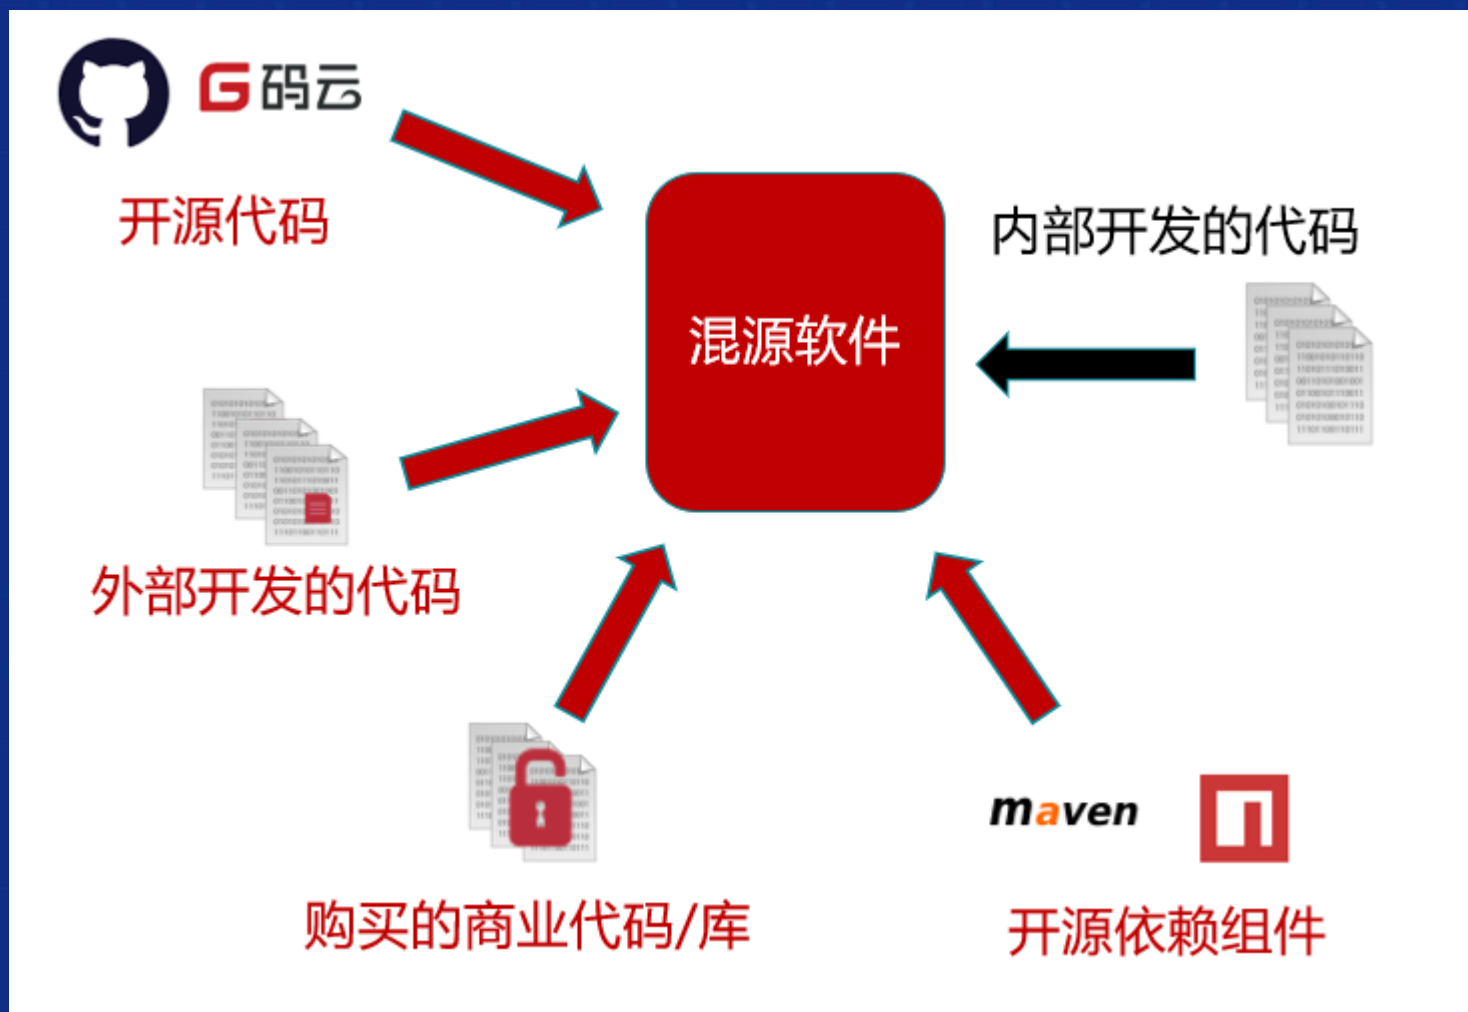 G码云
开源代码
混源软件
内部开发的代码
外部开发的代码
购买的商业代码/库
maven
开源依赖组件